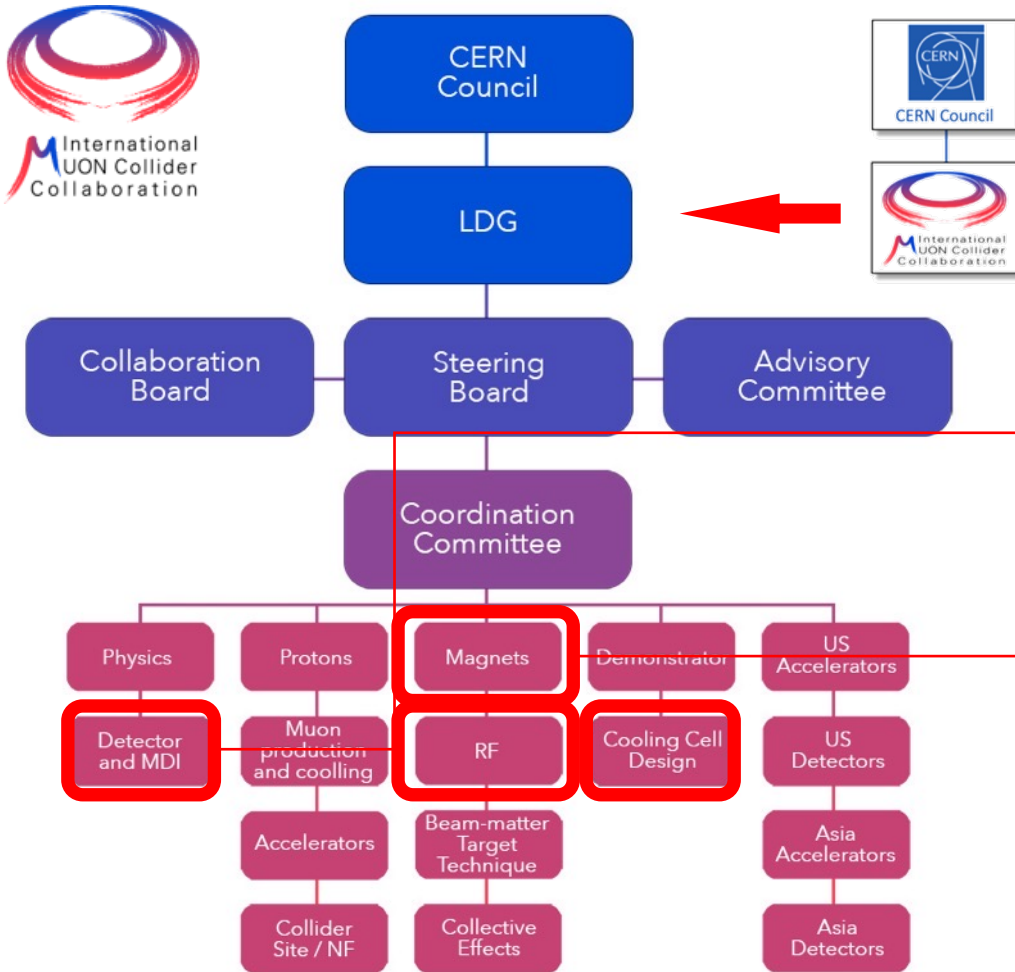 International
MUON Collider
Collaboration
CERN
Council
LDG
CERN
CERN Council
International
MUON Collider
Collaboration
Collaboration
Board
Steering
Board
Advisory
Committee
Coordination
Committee
Physics
Protons
Magnets
Demonstrator
US
Accelerators
Detector
and MDI
Muon
production
and coolling
RF
Cooling Cell
Design
US
Detectors
Accelerators
Beam-matter
Target
Technique
Asia
Accelerators
Collider
Site / NF
Collective
Effects
Asia
Detectors